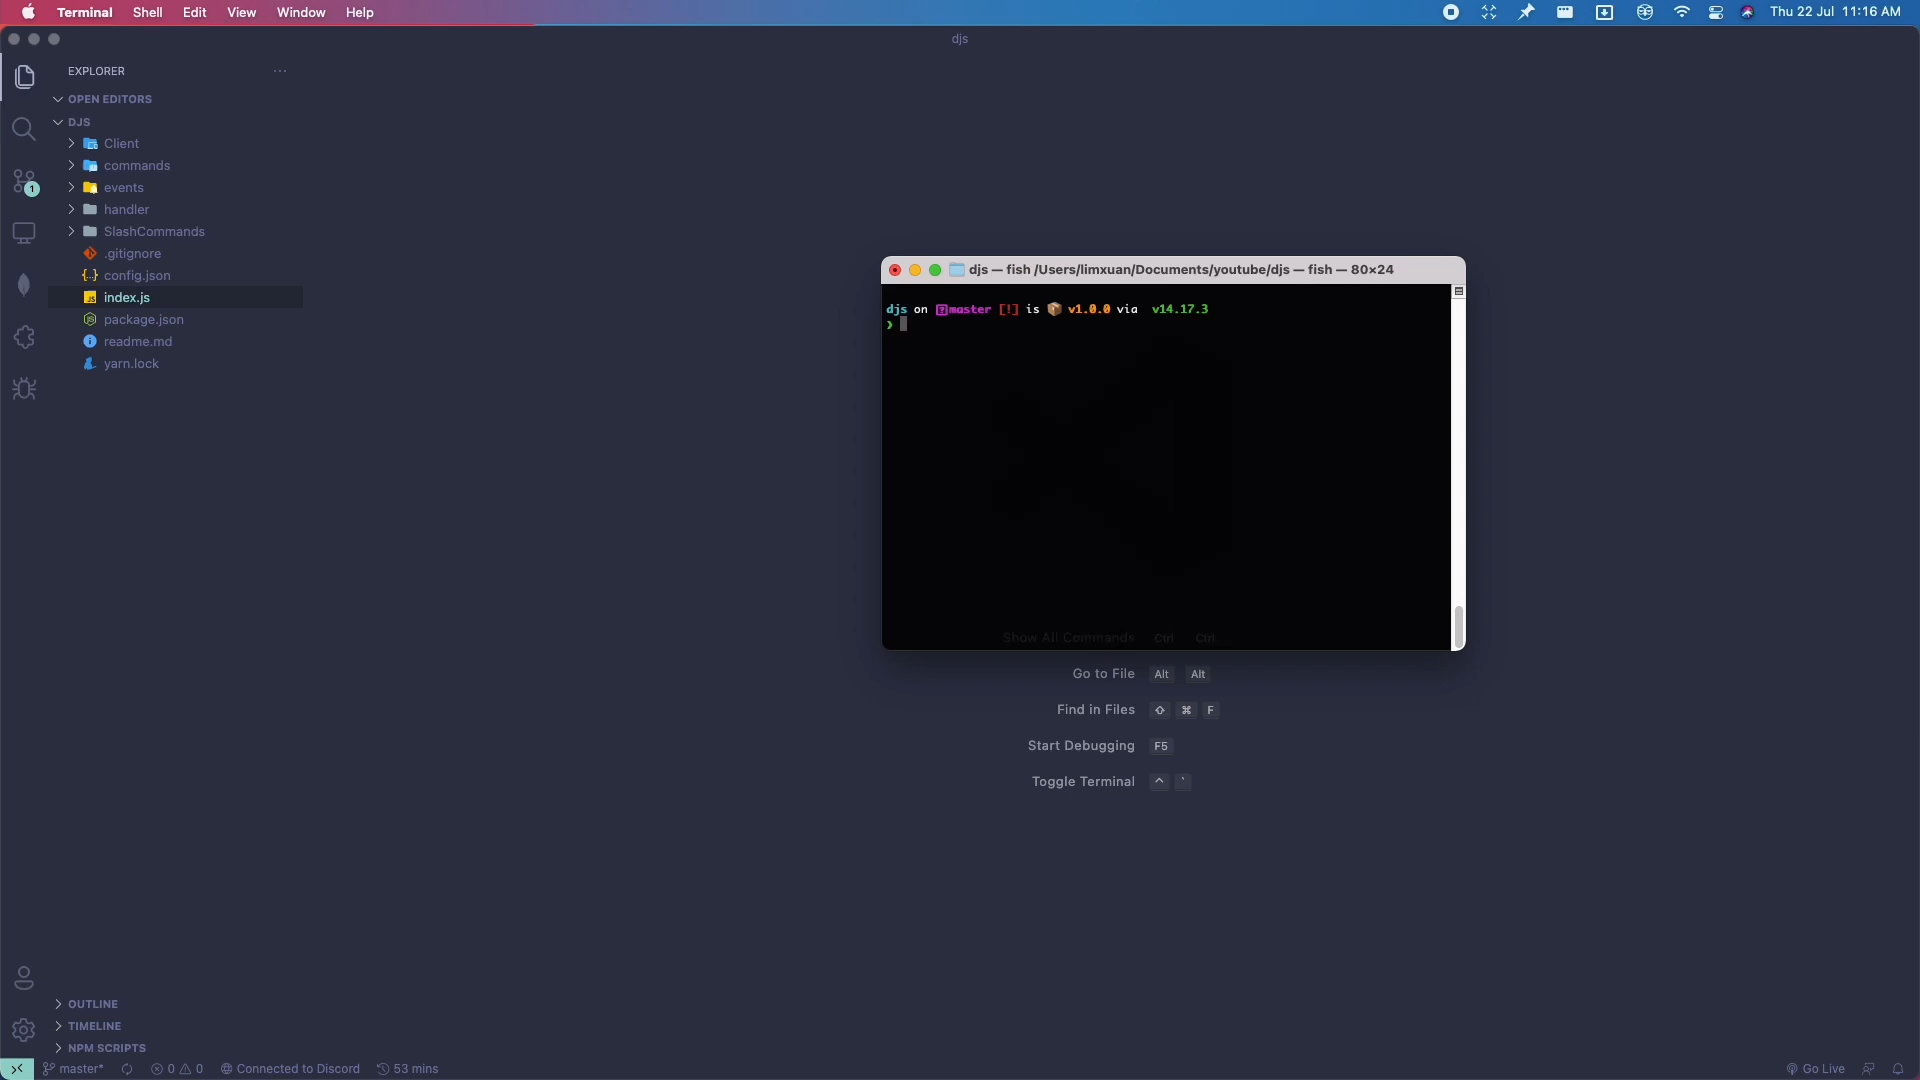 Terminal Shell Edit View Window Help Thu 22 Jul 11:16 AM
djs
EXPLORER ···
OPEN EDITORS
DJS
Client
commands
1
events
handler
SlashCommands
.gitignore
{..} config.json
JS index.js
package.json
readme.md
yarn.lock
djs — fish /Users/limxuan/Documents/youtube/djs — fish — 80×24
djs on ?master [!] is 📦 v1.0.0 via v14.17.3
❯
Show All Commands Ctrl Ctrl
Go to File Alt Alt
Find in Files ⇧ ⌘ F
Start Debugging F5
Toggle Terminal ^ `
OUTLINE
TIMELINE
NPM SCRIPTS
master* 0 0 Connected to Discord 53 mins Go Live